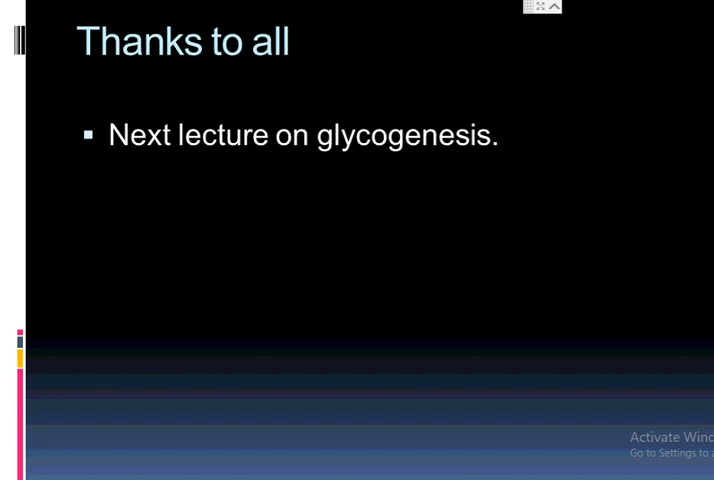 Thanks to all
Next lecture on glycogenesis.
Activate Wind
Go to Settings to a